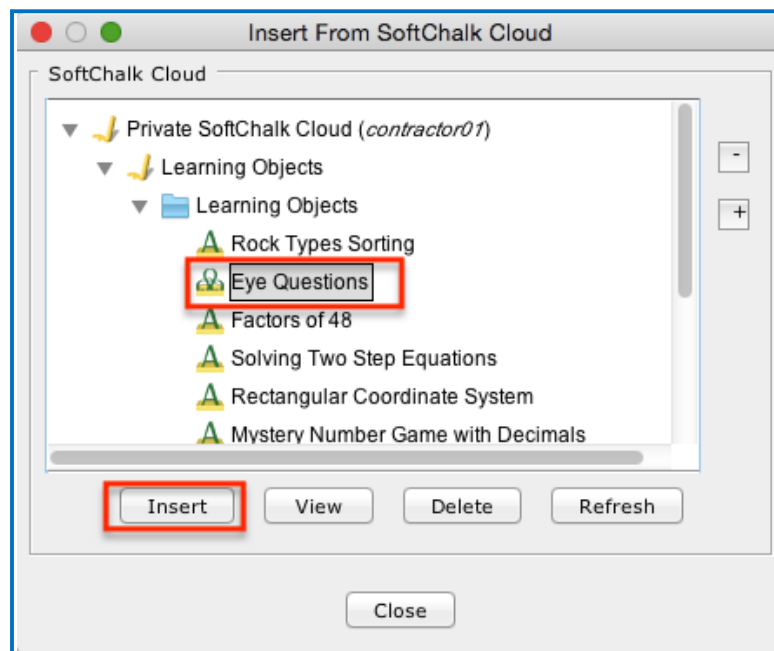 Insert From SoftChalk Cloud
SoftChalk Cloud
Private SoftChalk Cloud (contractor01)
-
Learning Objects
Learning Objects
+
Rock Types Sorting
Eye Questions
Factors of 48
Solving Two Step Equations
Rectangular Coordinate System
Mystery Number Game with Decimals
Insert View Delete Refresh
Close